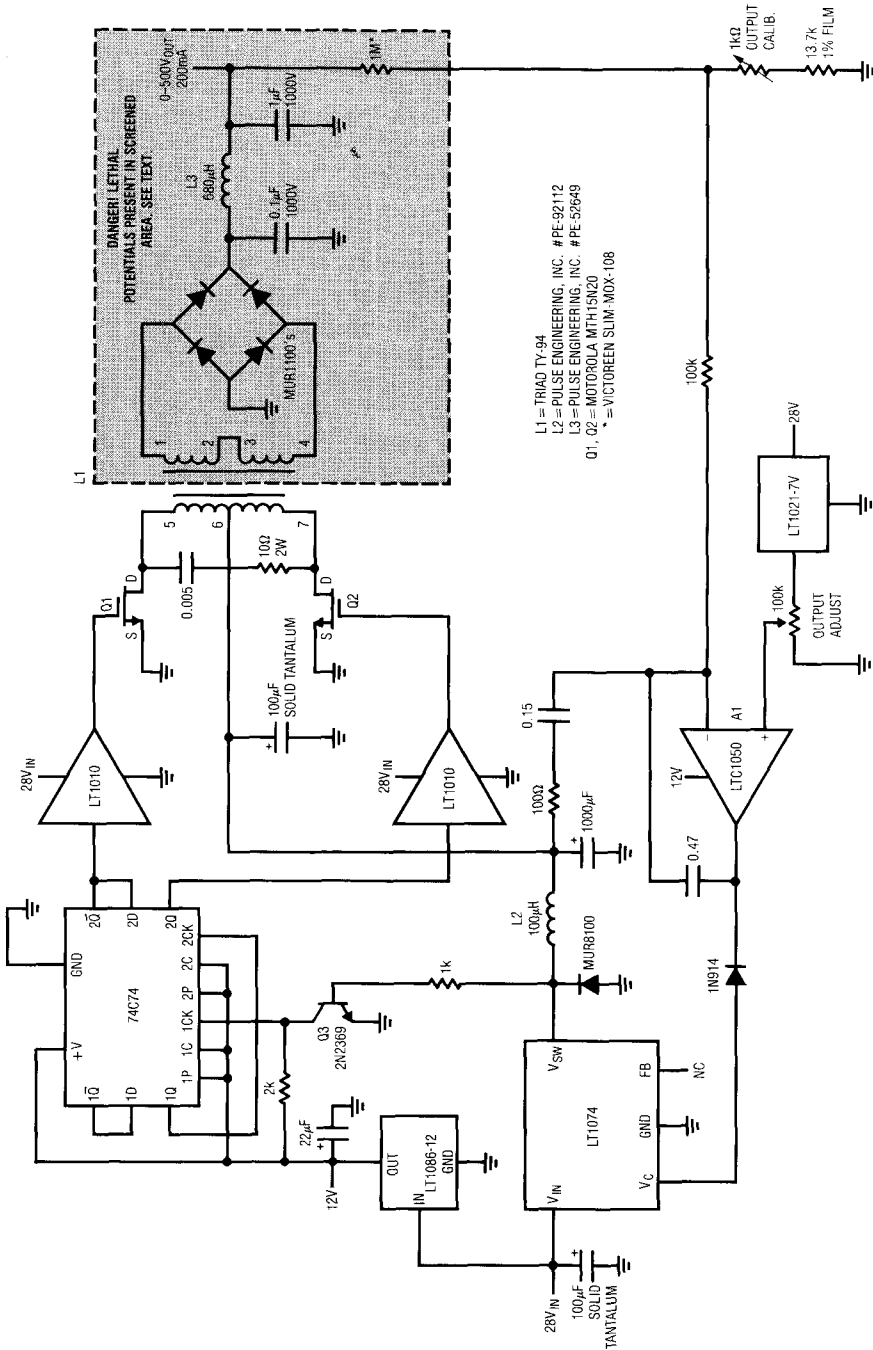 L1
DANGER! LETHAL
POTENTIALS PRESENT IN SCREENED
AREA. SEE TEXT.
0–500VOUT
200mA
L3
680µH
0.1µF
1000V
1µF
1000V
1M*
MUR1100's
1
2
3
4
5
6
7
1kΩ
OUTPUT
CALIB.
13.7k
1% FILM
Q1
D
S
0.005
10Ω
2W
Q2
D
S
+
100µF
SOLID TANTALUM
28VIN
LT1010
28VIN
LT1010
GND
+V
74C74
1Q̅
1D
1Q
1P
1C
1CK
2P
2C
2CK
2Q̅
2D
2Q
Q3
2N2369
2k
1k
22µF
+
12V
OUT
IN
LT1086-12
GND
28VIN
100µF
SOLID
TANTALUM
+
VIN
LT1074
VSW
VC
GND
FB
NC
MUR8100
L2
100µH
+
1000µF
100Ω
0.15
0.47
1N914
12V
LTC1050
A1
–
+
100k
100k
OUTPUT
ADJUST
LT1021-7V
28V
L1 = TRIAD TY-94
L2 = PULSE ENGINEERING, INC. #PE-92112
L3 = PULSE ENGINEERING, INC. #PE-52649
Q1, Q2 = MOTOROLA MTH15N20
* = VICTOREEN SLIM-MOX-108